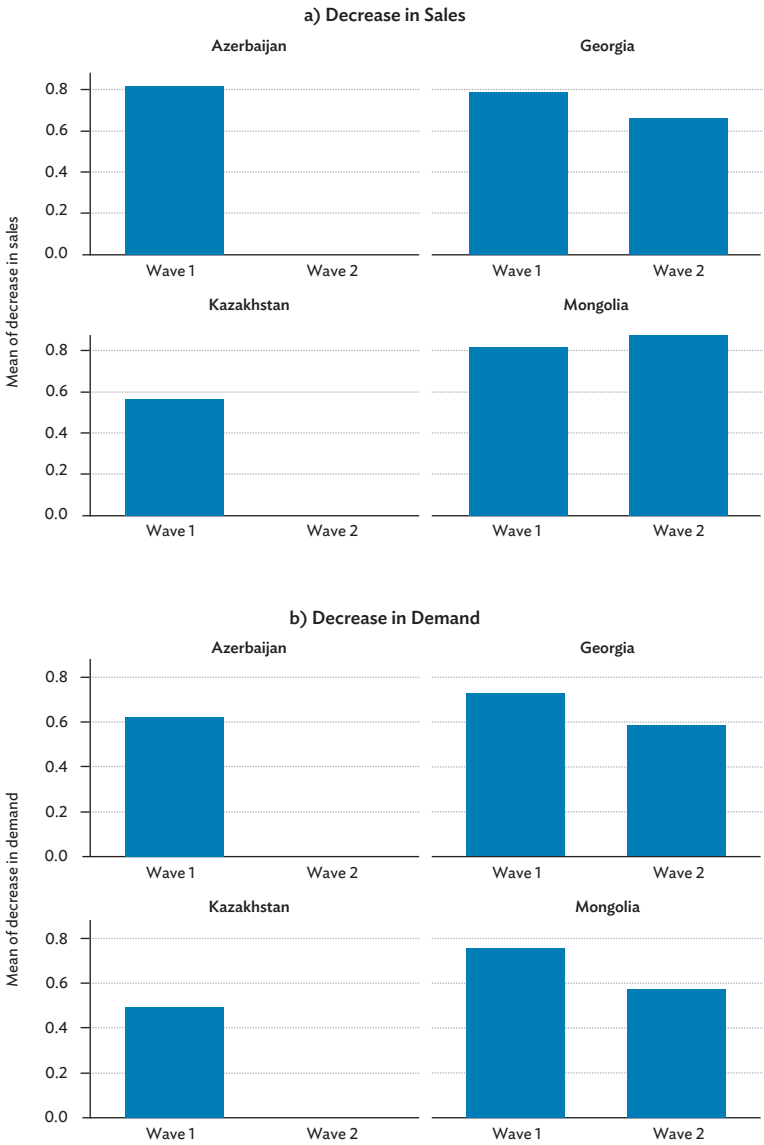 a) Decrease in Sales
Azerbaijan Georgia
0.8
0.6
0.4
0.2
0.0
Wave 1 Wave 2 Wave 1 Wave 2
Mean of decrease in sales
Kazakhstan Mongolia
0.8
0.6
0.4
0.2
0.0
Wave 1 Wave 2 Wave 1 Wave 2
b) Decrease in Demand
Azerbaijan Georgia
0.8
0.6
0.4
0.2
0.0
Wave 1 Wave 2 Wave 1 Wave 2
Mean of decrease in demand
Kazakhstan Mongolia
0.8
0.6
0.4
0.2
0.0
Wave 1 Wave 2 Wave 1 Wave 2